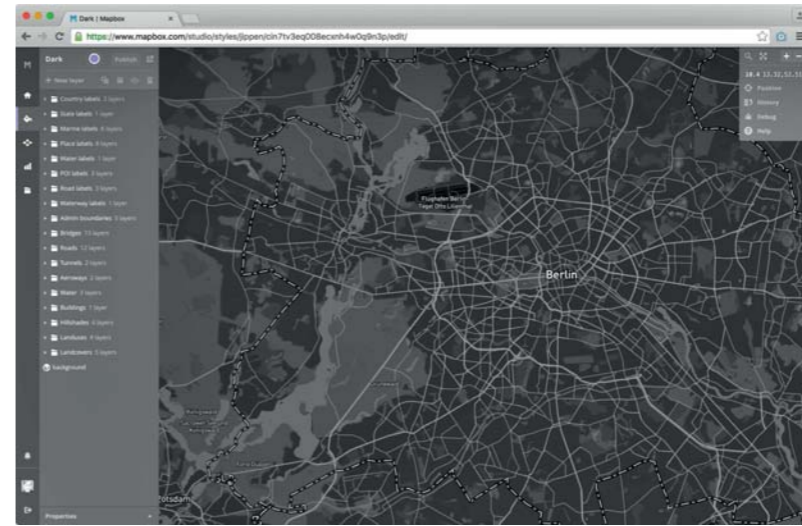 Dark | Mapbox
https://www.mapbox.com/studio/styles/jippen/cin7tv3eq008ecxnh4w0q9n3p/edit/
Dark
Publish
New layer
Country labels 2 layers
State labels 1 layer
Marine labels 6 layers
Place labels 8 layers
Water labels 1 layer
POI labels 3 layers
Road labels 3 layers
Waterway labels 1 layer
Admin boundaries 5 layers
Bridges 15 layers
Roads 12 layers
Tunnels 2 layers
Aeroways 2 layers
Water 3 layers
Buildings 1 layer
Hillshades 4 layers
Landuses 4 layers
Landcovers 5 layers
background
Properties
Position
History
Debug
Help
Flughafen Berlin-
Tegel Otto Lilienthal
Berlin
Potsdam